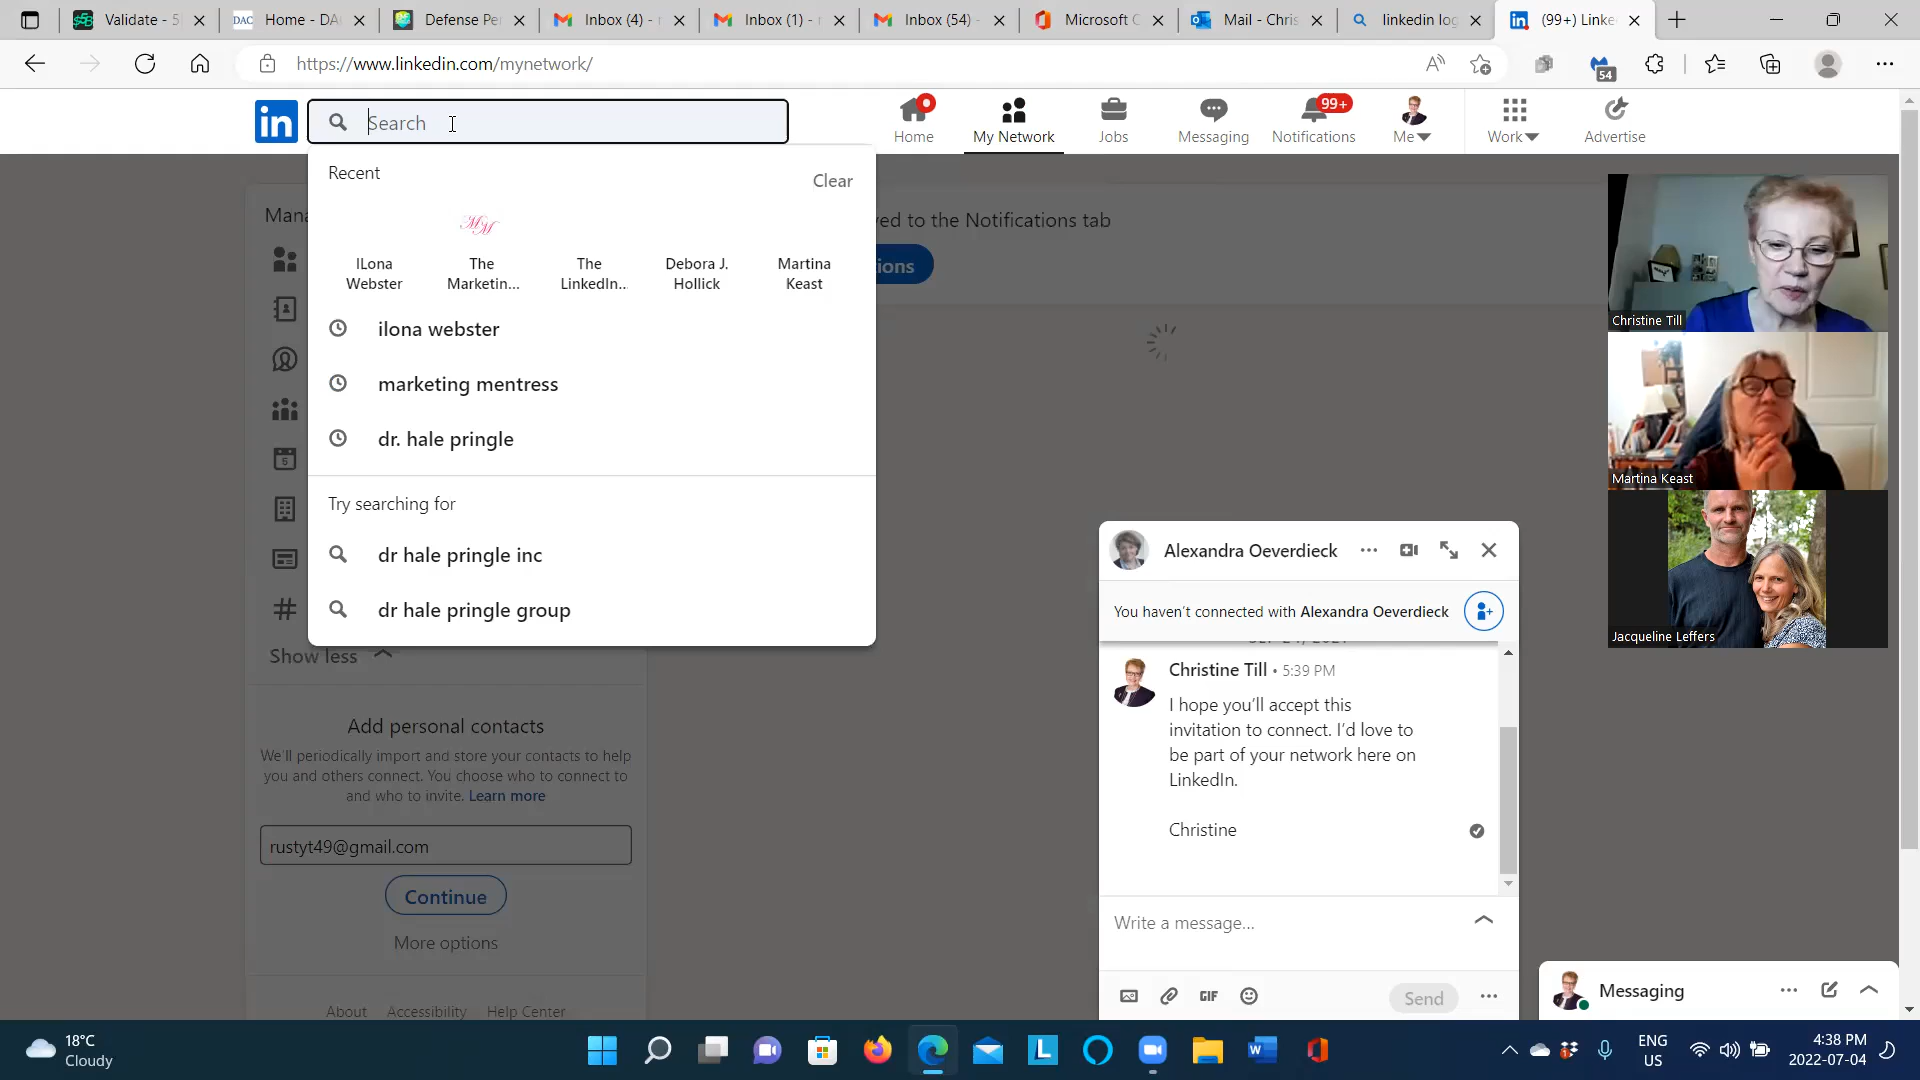 Validate - 5
Home - DA
Defense Pe
Inbox (4) -
Inbox (1) -
Inbox (54) -
Microsoft
Mail - Chris
linkedin log
(99+) Linke
https://www.linkedin.com/mynetwork/
54
in
Search
Home
My Network
Jobs
Messaging
99+
Notifications
Me
Work
Advertise
Recent
Clear
Mana
ved to the Notifications tab
ions
ILona
Webster
The
Marketin...
The
LinkedIn...
Debora J.
Hollick
Martina
Keast
ilona webster
marketing mentress
dr. hale pringle
Try searching for
dr hale pringle inc
dr hale pringle group
Show less
Add personal contacts
We'll periodically import and store your contacts to help
you and others connect. You choose who to connect to
and who to invite. Learn more
rustyt49@gmail.com
Continue
More options
About Accessibility Help Center
Christine Till
Martina Keast
Jacqueline Leffers
Alexandra Oeverdieck
You haven't connected with Alexandra Oeverdieck
Christine Till • 5:39 PM
I hope you'll accept this
invitation to connect. I'd love to
be part of your network here on
LinkedIn.
Christine
Write a message...
GIF
Send
Messaging
18°C
Cloudy
ENG
US
4:38 PM
2022-07-04